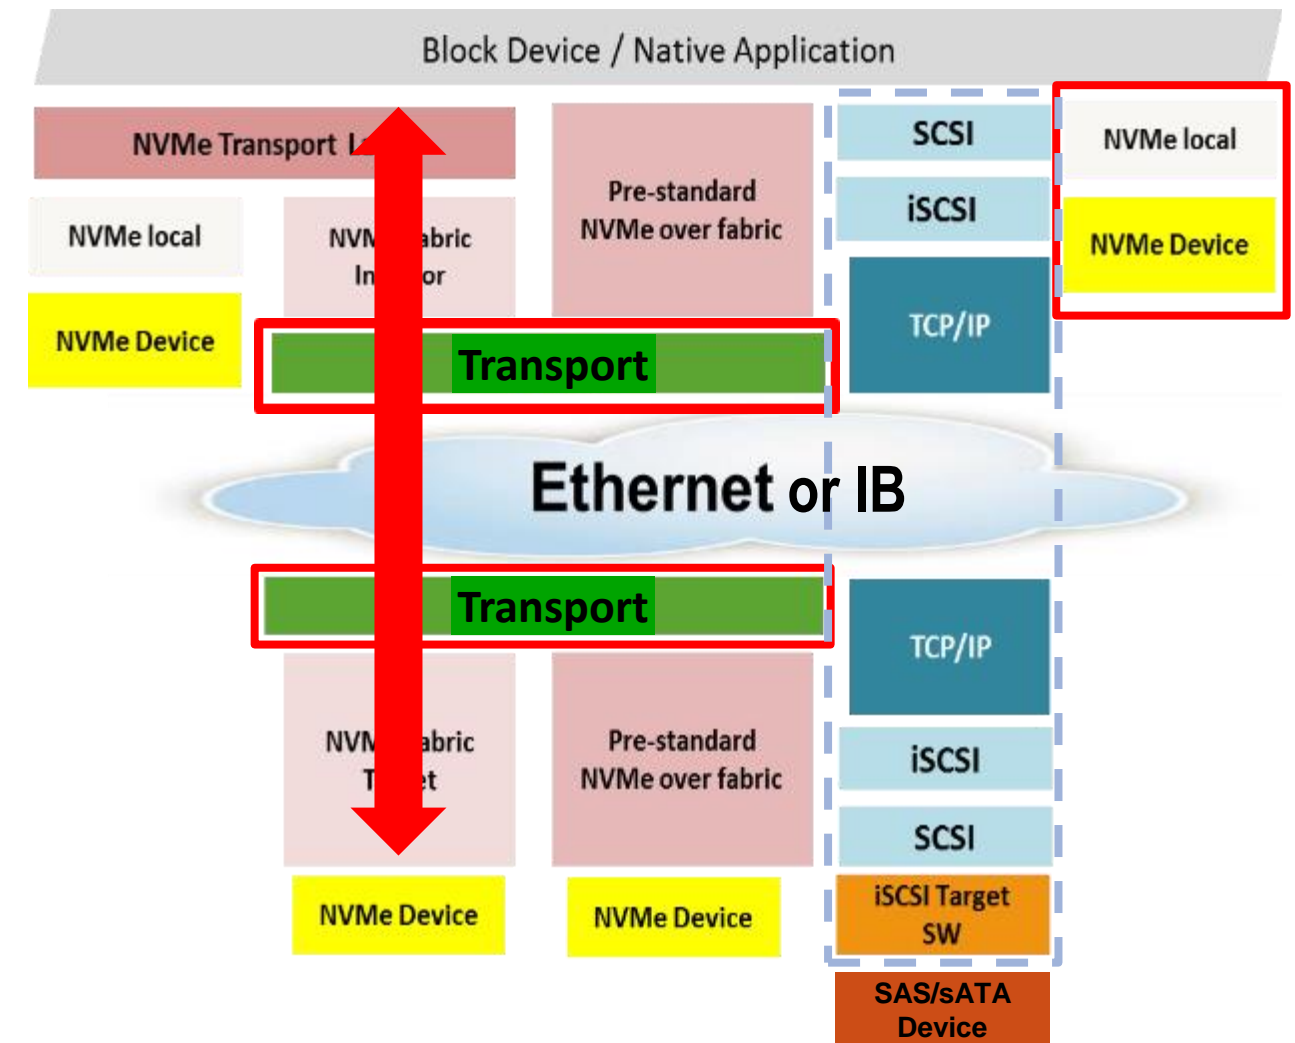 Block Device / Native Application
NVMe Transport
NVMe local
NVMe Device
Pre-standard
NVMe over fabric
SCSI
iSCSI
TCP/IP
NVMe local
NVMe Device
Transport
Ethernet or IB
Transport
NVMe Device
Pre-standard
NVMe over fabric
NVMe Device
TCP/IP
iSCSI
SCSI
iSCSI Target
SW
SAS/sATA
Device